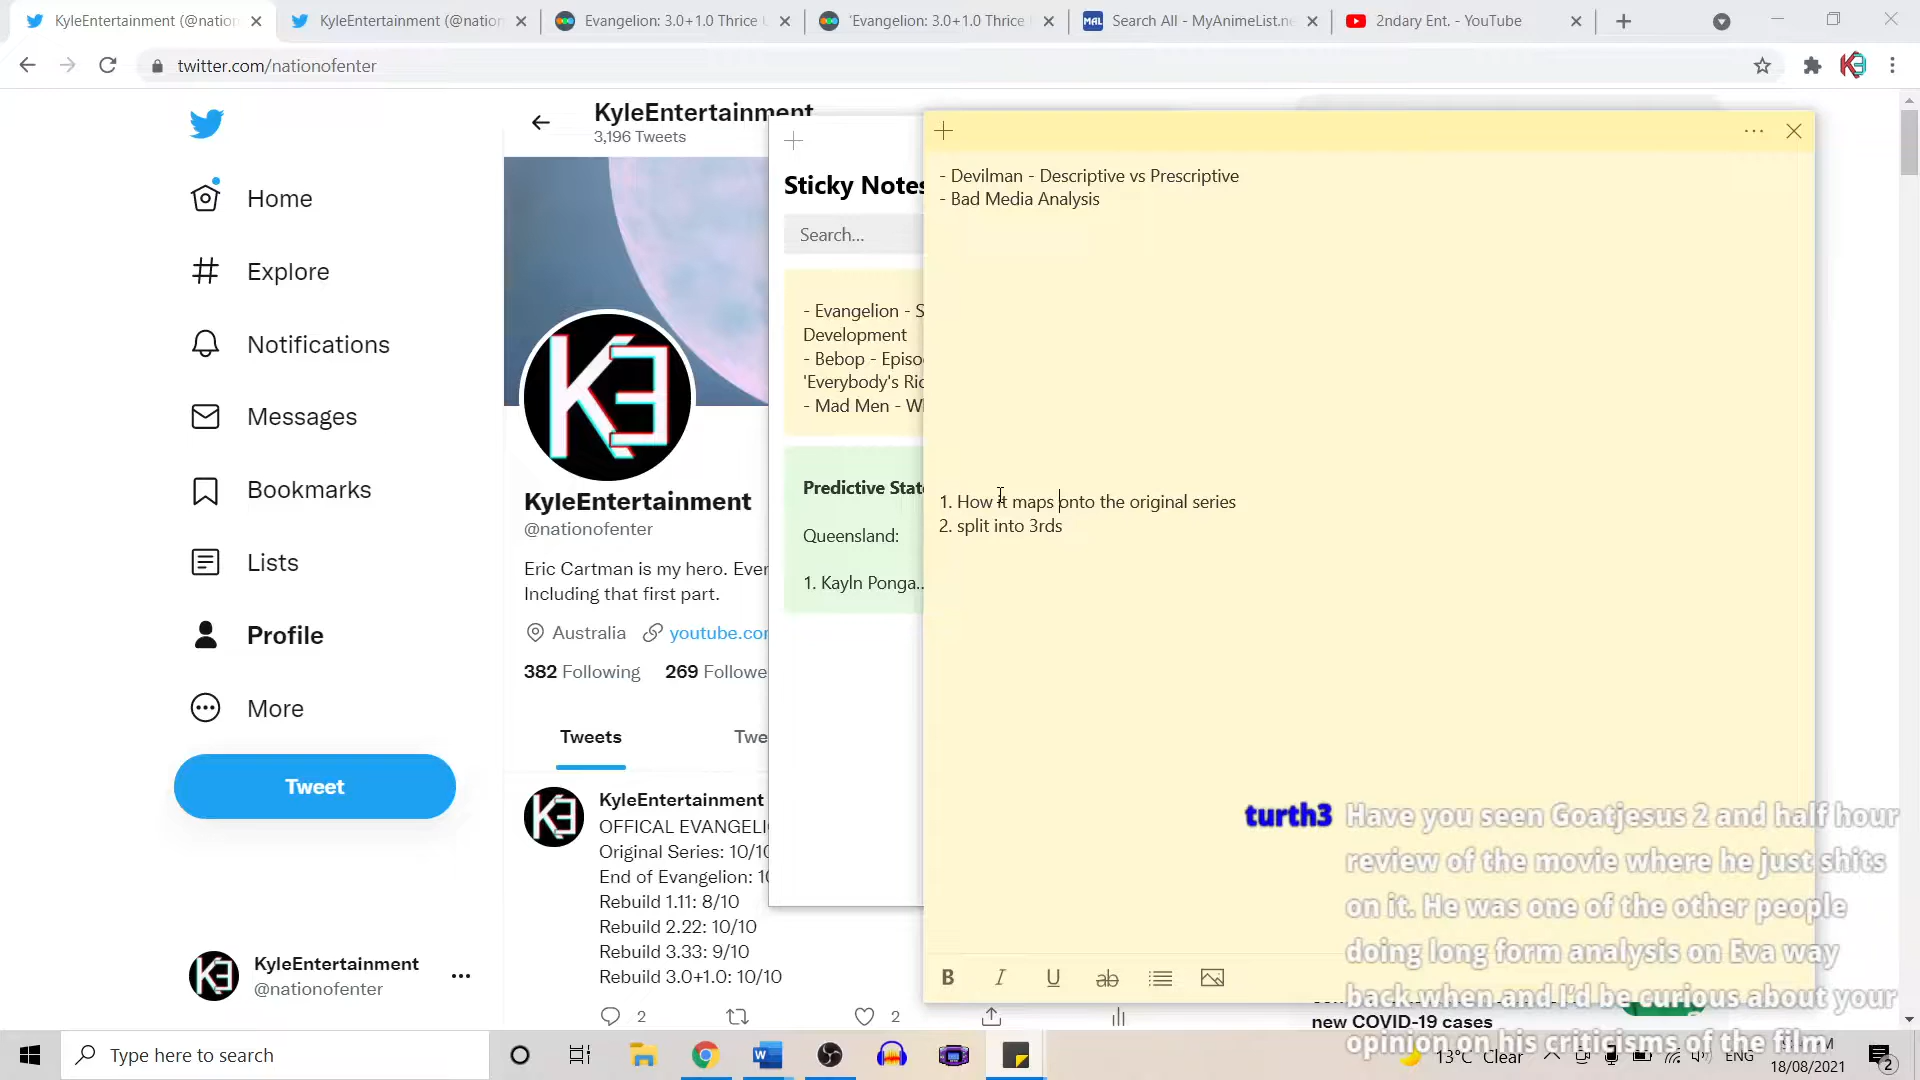 KyleEntertainment (@nation
KyleEntertainment (@nation
Evangelion: 3.0+1.0 Thrice U
'Evangelion: 3.0+1.0 Thrice
MAL Search All - MyAnimeList.ne
2ndary Ent. - YouTube
twitter.com/nationofenter
K3
Home
Explore
Notifications
Messages
Bookmarks
Lists
Profile
More
Tweet
KyleEntertainment
@nationofenter
KyleEntertainment
3,196 Tweets
K3
KyleEntertainment
@nationofenter
Eric Cartman is my hero. Ever
Including that first part.
Australia youtube.cor
382 Following 269 Followe
Tweets Twe
KyleEntertainment
OFFICAL EVANGELI
Original Series: 10/10
End of Evangelion: 10
Rebuild 1.11: 8/10
Rebuild 2.22: 10/10
Rebuild 3.33: 9/10
Rebuild 3.0+1.0: 10/10
2 2
Sticky Notes
Search...
- Evangelion - S
Development
- Bebop - Episo
'Everybody's Ric
- Mad Men - W
Predictive Stat
Queensland:
1. Kayln Ponga...
- Devilman - Descriptive vs Prescriptive
- Bad Media Analysis
1. How it maps onto the original series
2. split into 3rds
B I U ab
turth3 Have you seen Goatjesus 2 and half hour
review of the movie where he just shits
on it. He was one of the other people
doing long form analysis on Eva way
back when and I'd be curious about your
opinion on his criticisms of the film
new COVID-19 cases
Type here to search
13°C Clear
ENG
18/08/2021
2